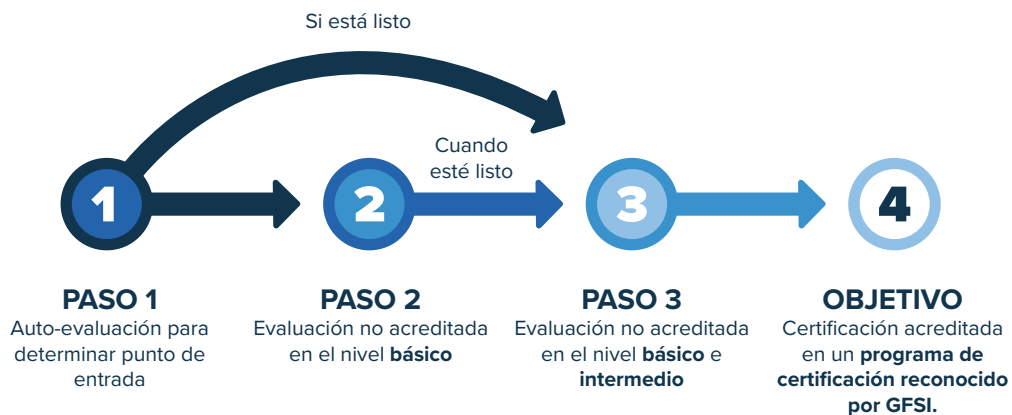 Si está listo
Cuando
esté listo
1
2
3
4
PASO 1
Auto-evaluación para
determinar punto de
entrada
PASO 2
Evaluación no acreditada
en el nivel básico
PASO 3
Evaluación no acreditada
en el nivel básico e
intermedio
OBJETIVO
Certificación acreditada
en un programa de
certificación reconocido
por GFSI.